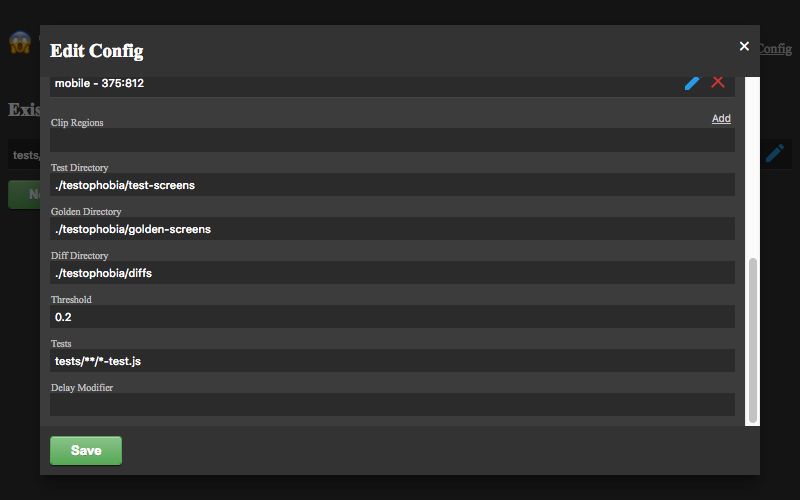 Edit Config
×
Config
mobile - 375:812
Exis
Clip Regions
Add
tests/
Test Directory
./testophobia/test-screens
Ne
Golden Directory
./testophobia/golden-screens
Diff Directory
./testophobia/diffs
Threshold
0.2
Tests
tests/**/*-test.js
Delay Modifier
Save